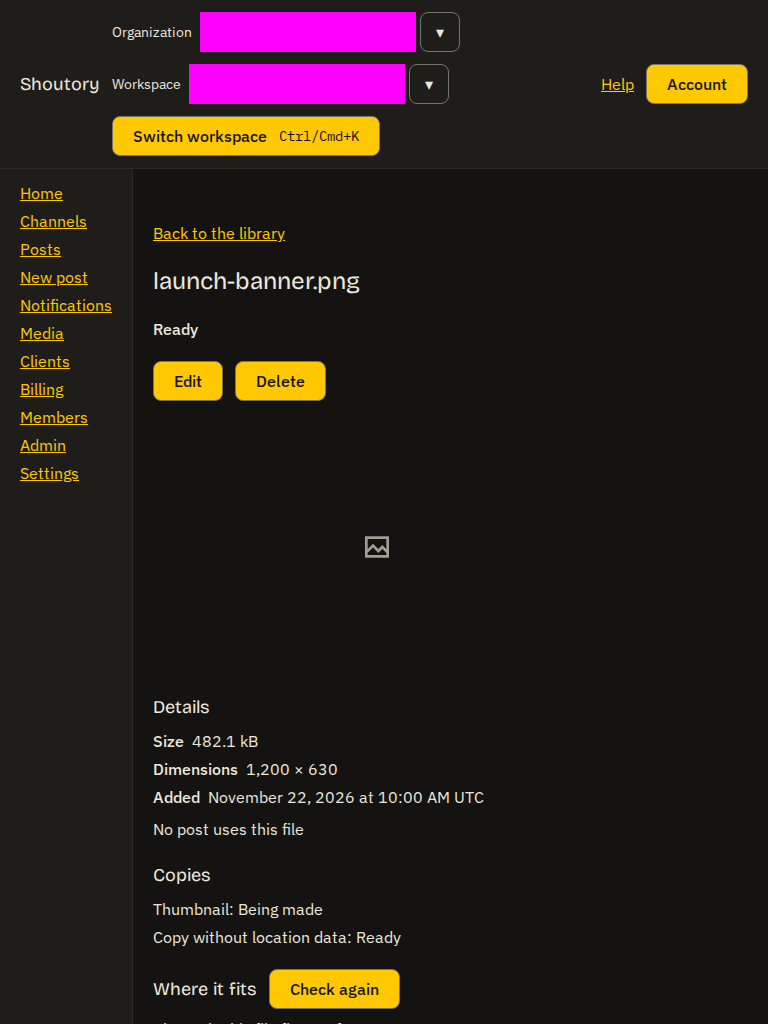 Organization
▼
Shoutory
Workspace
▼
Help
Account
Switch workspace Ctrl/Cmd+K
Home
Channels
Posts
New post
Notifications
Media
Clients
Billing
Members
Admin
Settings
Back to the library
launch-banner.png
Ready
Edit
Delete
Details
Size 482.1 kB
Dimensions 1,200 × 630
Added November 22, 2026 at 10:00 AM UTC
No post uses this file
Copies
Thumbnail: Being made
Copy without location data: Ready
Where it fits
Check again